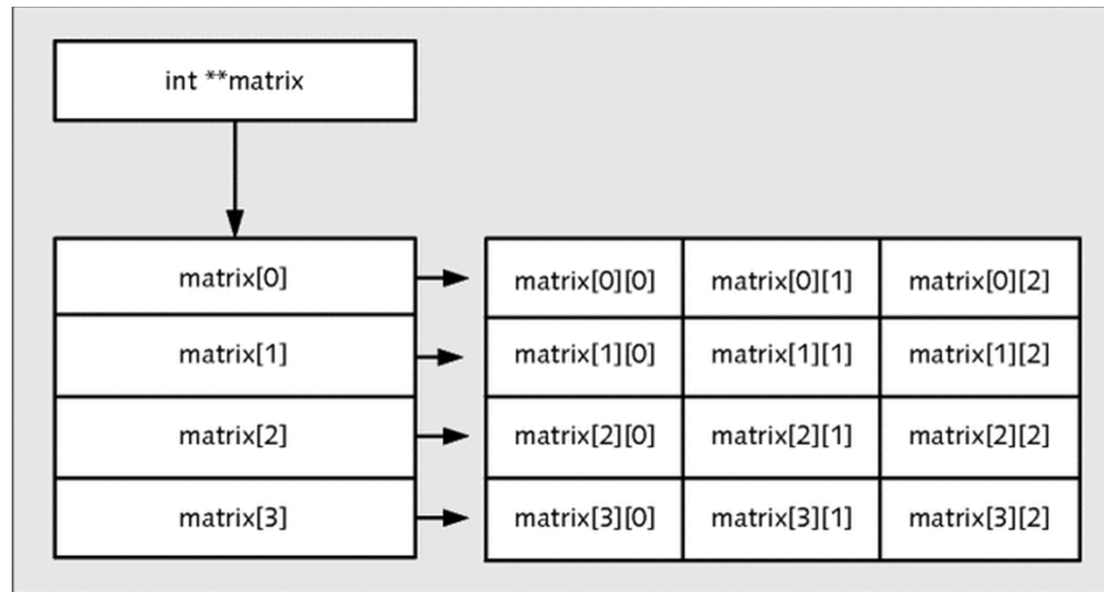 int **matrix
matrix[0] matrix[0][0] matrix[0][1] matrix[0][2]
matrix[1] matrix[1][0] matrix[1][1] matrix[1][2]
matrix[2] matrix[2][0] matrix[2][1] matrix[2][2]
matrix[3] matrix[3][0] matrix[3][1] matrix[3][2]